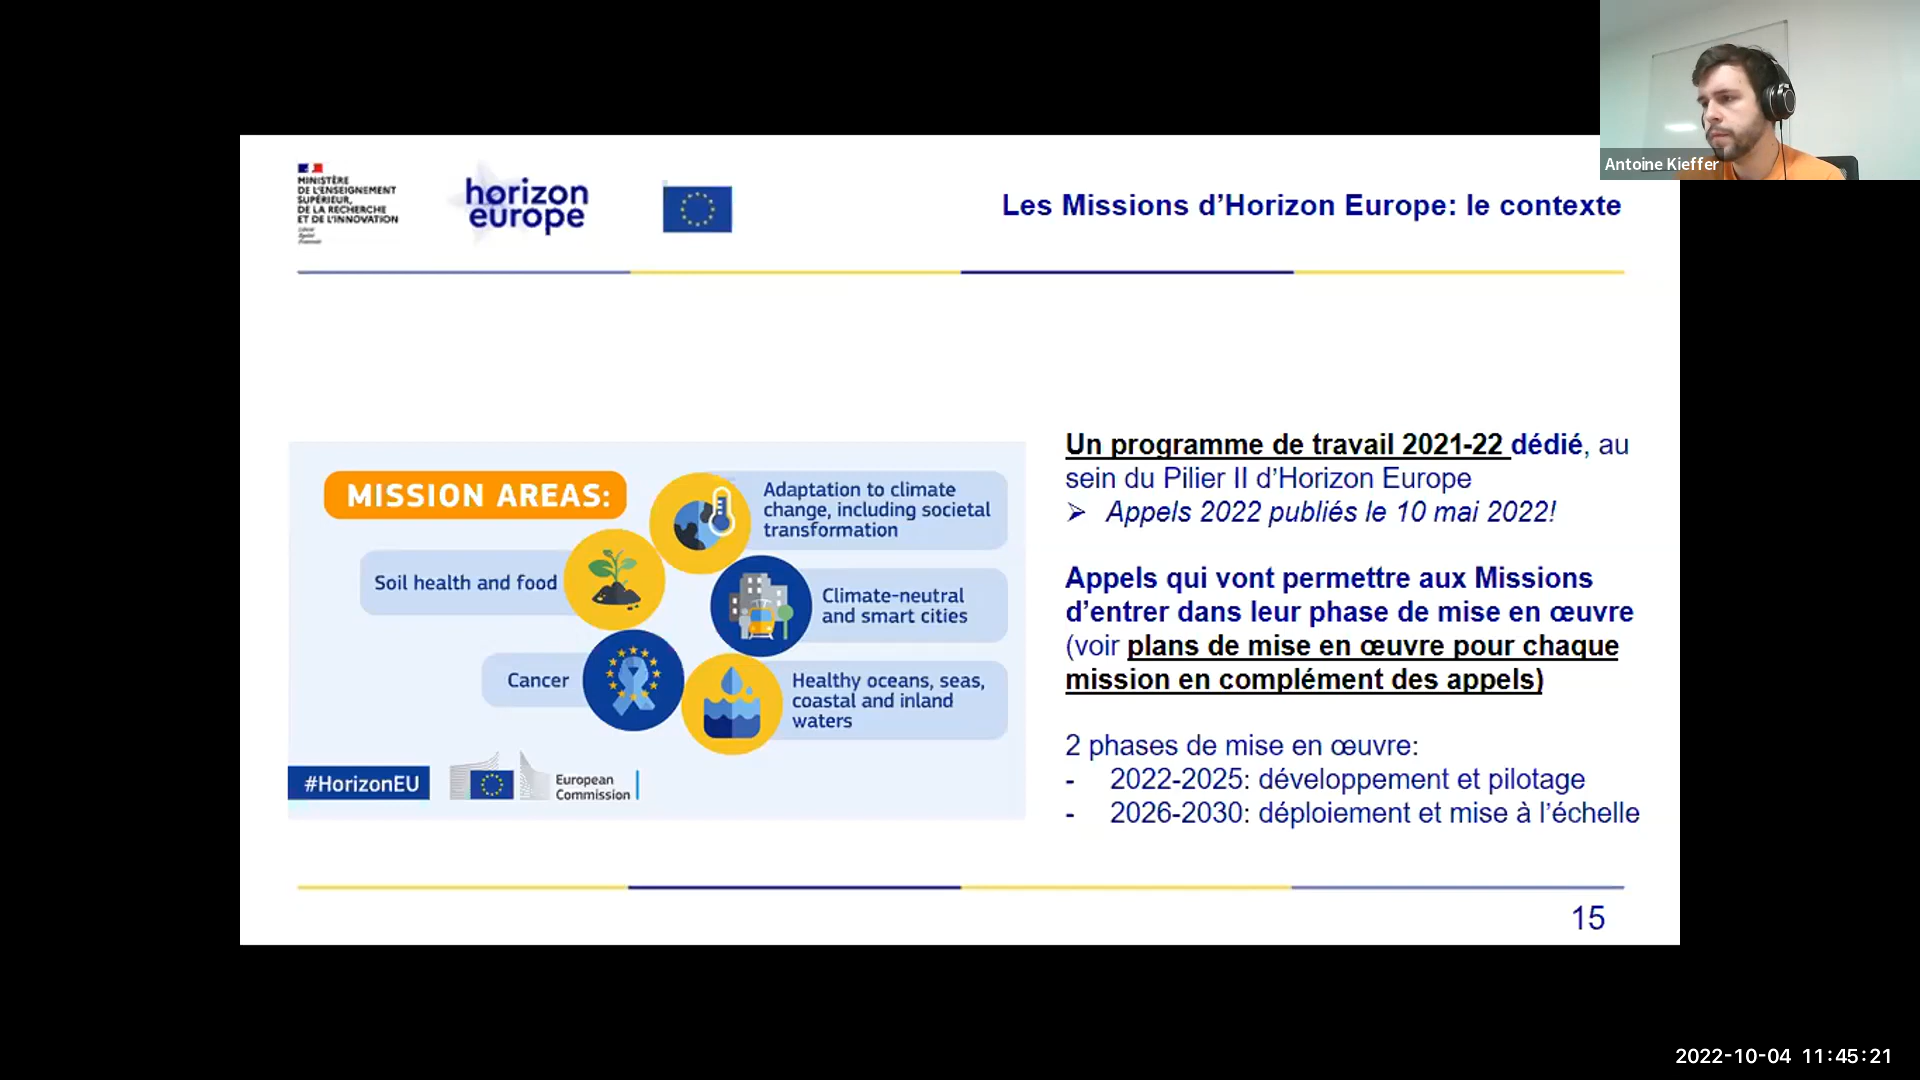 Antoine Kieffer
MINISTÈRE
DE L'ENSEIGNEMENT
SUPÉRIEUR,
DE LA RECHERCHE
ET DE L'INNOVATION
Liberté
Égalité
Fraternité
horizon
europe
Les Missions d'Horizon Europe: le contexte
MISSION AREAS:
Adaptation to climate
change, including societal
transformation
Soil health and food
Climate-neutral
and smart cities
Cancer
Healthy oceans, seas,
coastal and inland
waters
#HorizonEU
European
Commission
Un programme de travail 2021-22 dédié, au
sein du Pilier II d'Horizon Europe
➢ Appels 2022 publiés le 10 mai 2022!
Appels qui vont permettre aux Missions
d'entrer dans leur phase de mise en œuvre
(voir plans de mise en œuvre pour chaque
mission en complément des appels)
2 phases de mise en œuvre:
- 2022-2025: développement et pilotage
- 2026-2030: déploiement et mise à l'échelle
15
2022-10-04 11:45:21